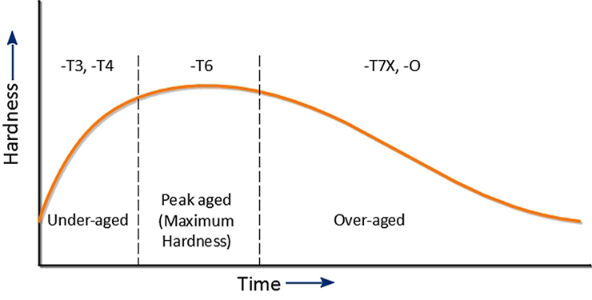 -T3, -T4
-T6
-T7X, -O
Hardness
Under-aged
Peak aged
(Maximum
Hardness)
Over-aged
Time